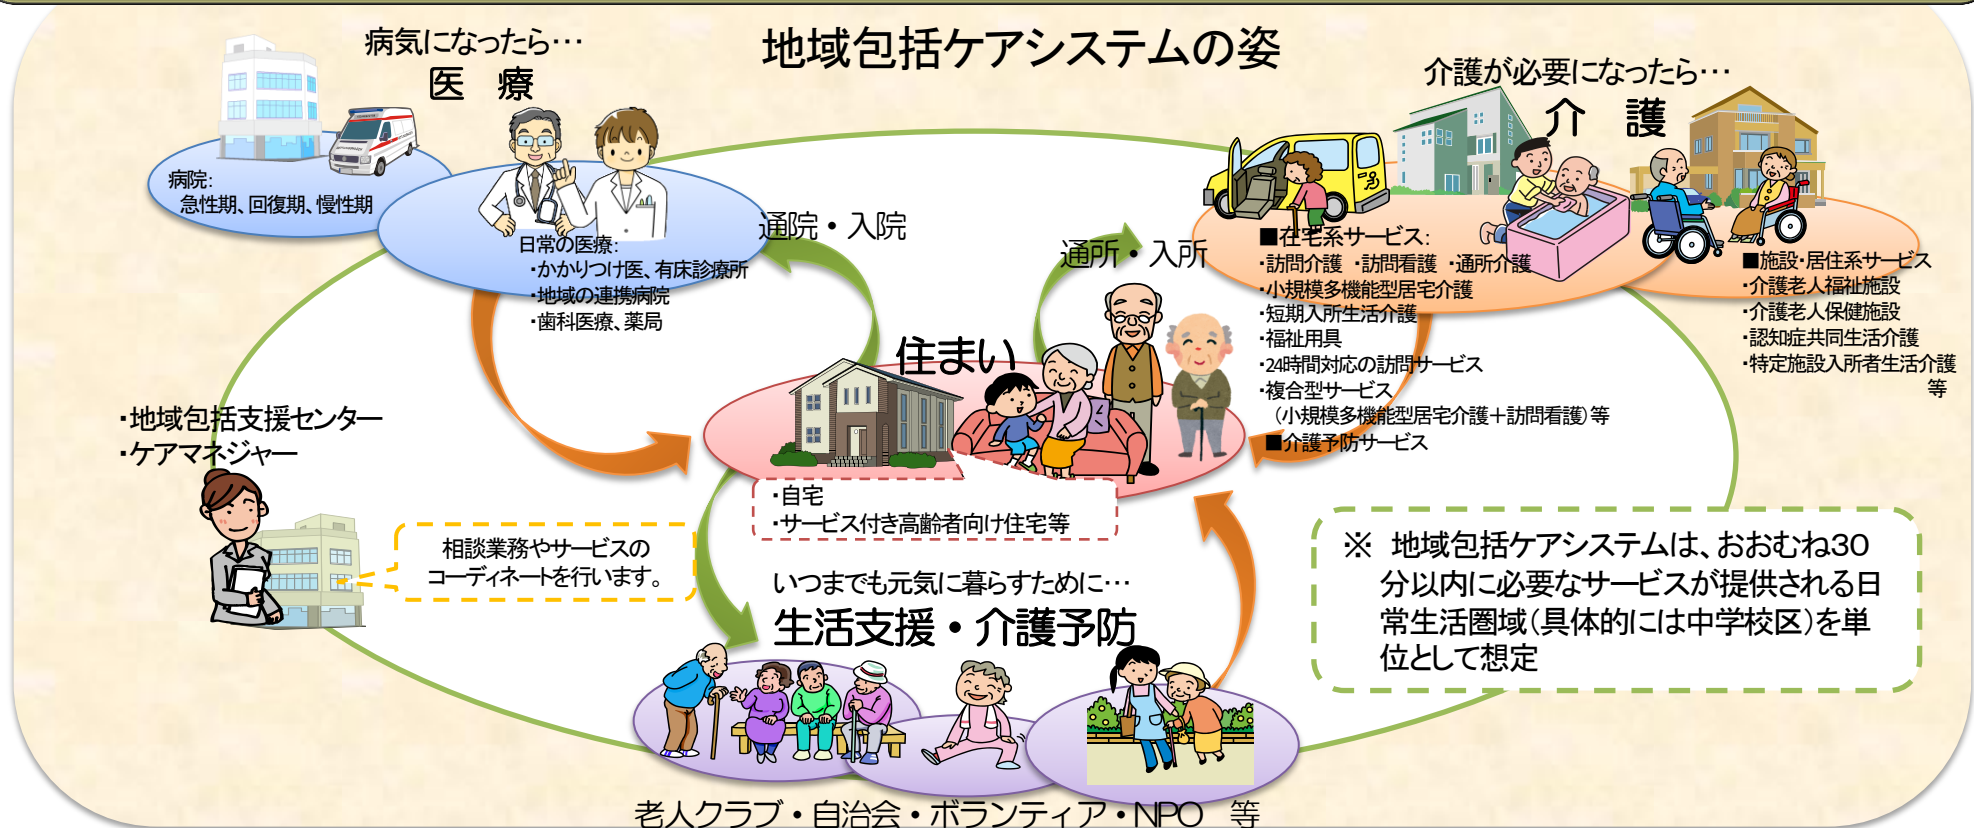 地域包括ケアシステムの姿
病気になったら…
医 療
病院:
急性期、回復期、慢性期
日常の医療:
・かかりつけ医、有床診療所
・地域の連携病院
・歯科医療、薬局
通院・入院
通所・入所
介護が必要になったら…
介 護
■在宅系サービス:
・訪問介護 ・訪問看護 ・通所介護
・小規模多機能型居宅介護
・短期入所生活介護
・福祉用具
・24時間対応の訪問サービス
・複合型サービス
(小規模多機能型居宅介護+訪問看護)等
■介護予防サービス
■施設・居住系サービス
・介護老人福祉施設
・介護老人保健施設
・認知症共同生活介護
・特定施設入所者生活介護
等
住まい
・自宅
・サービス付き高齢者向け住宅等
・地域包括支援センター
・ケアマネジャー
相談業務やサービスの
コーディネートを行います。
いつまでも元気に暮らすために…
生活支援・介護予防
老人クラブ・自治会・ボランティア・NPO 等
※ 地域包括ケアシステムは、おおむね30
分以内に必要なサービスが提供される日
常生活圏域(具体的には中学校区)を単
位として想定